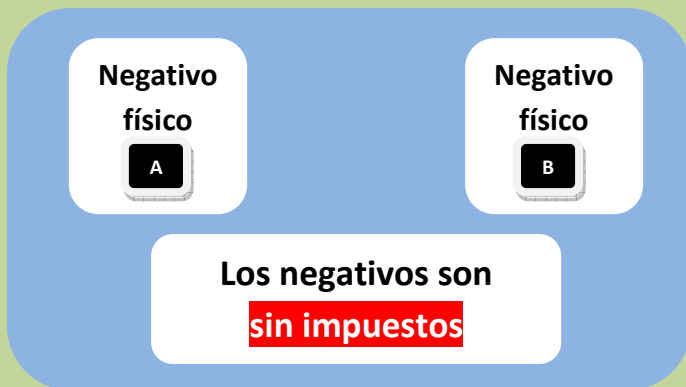 Negativo
físico
A
Negativo
físico
B
Los negativos son
sin impuestos